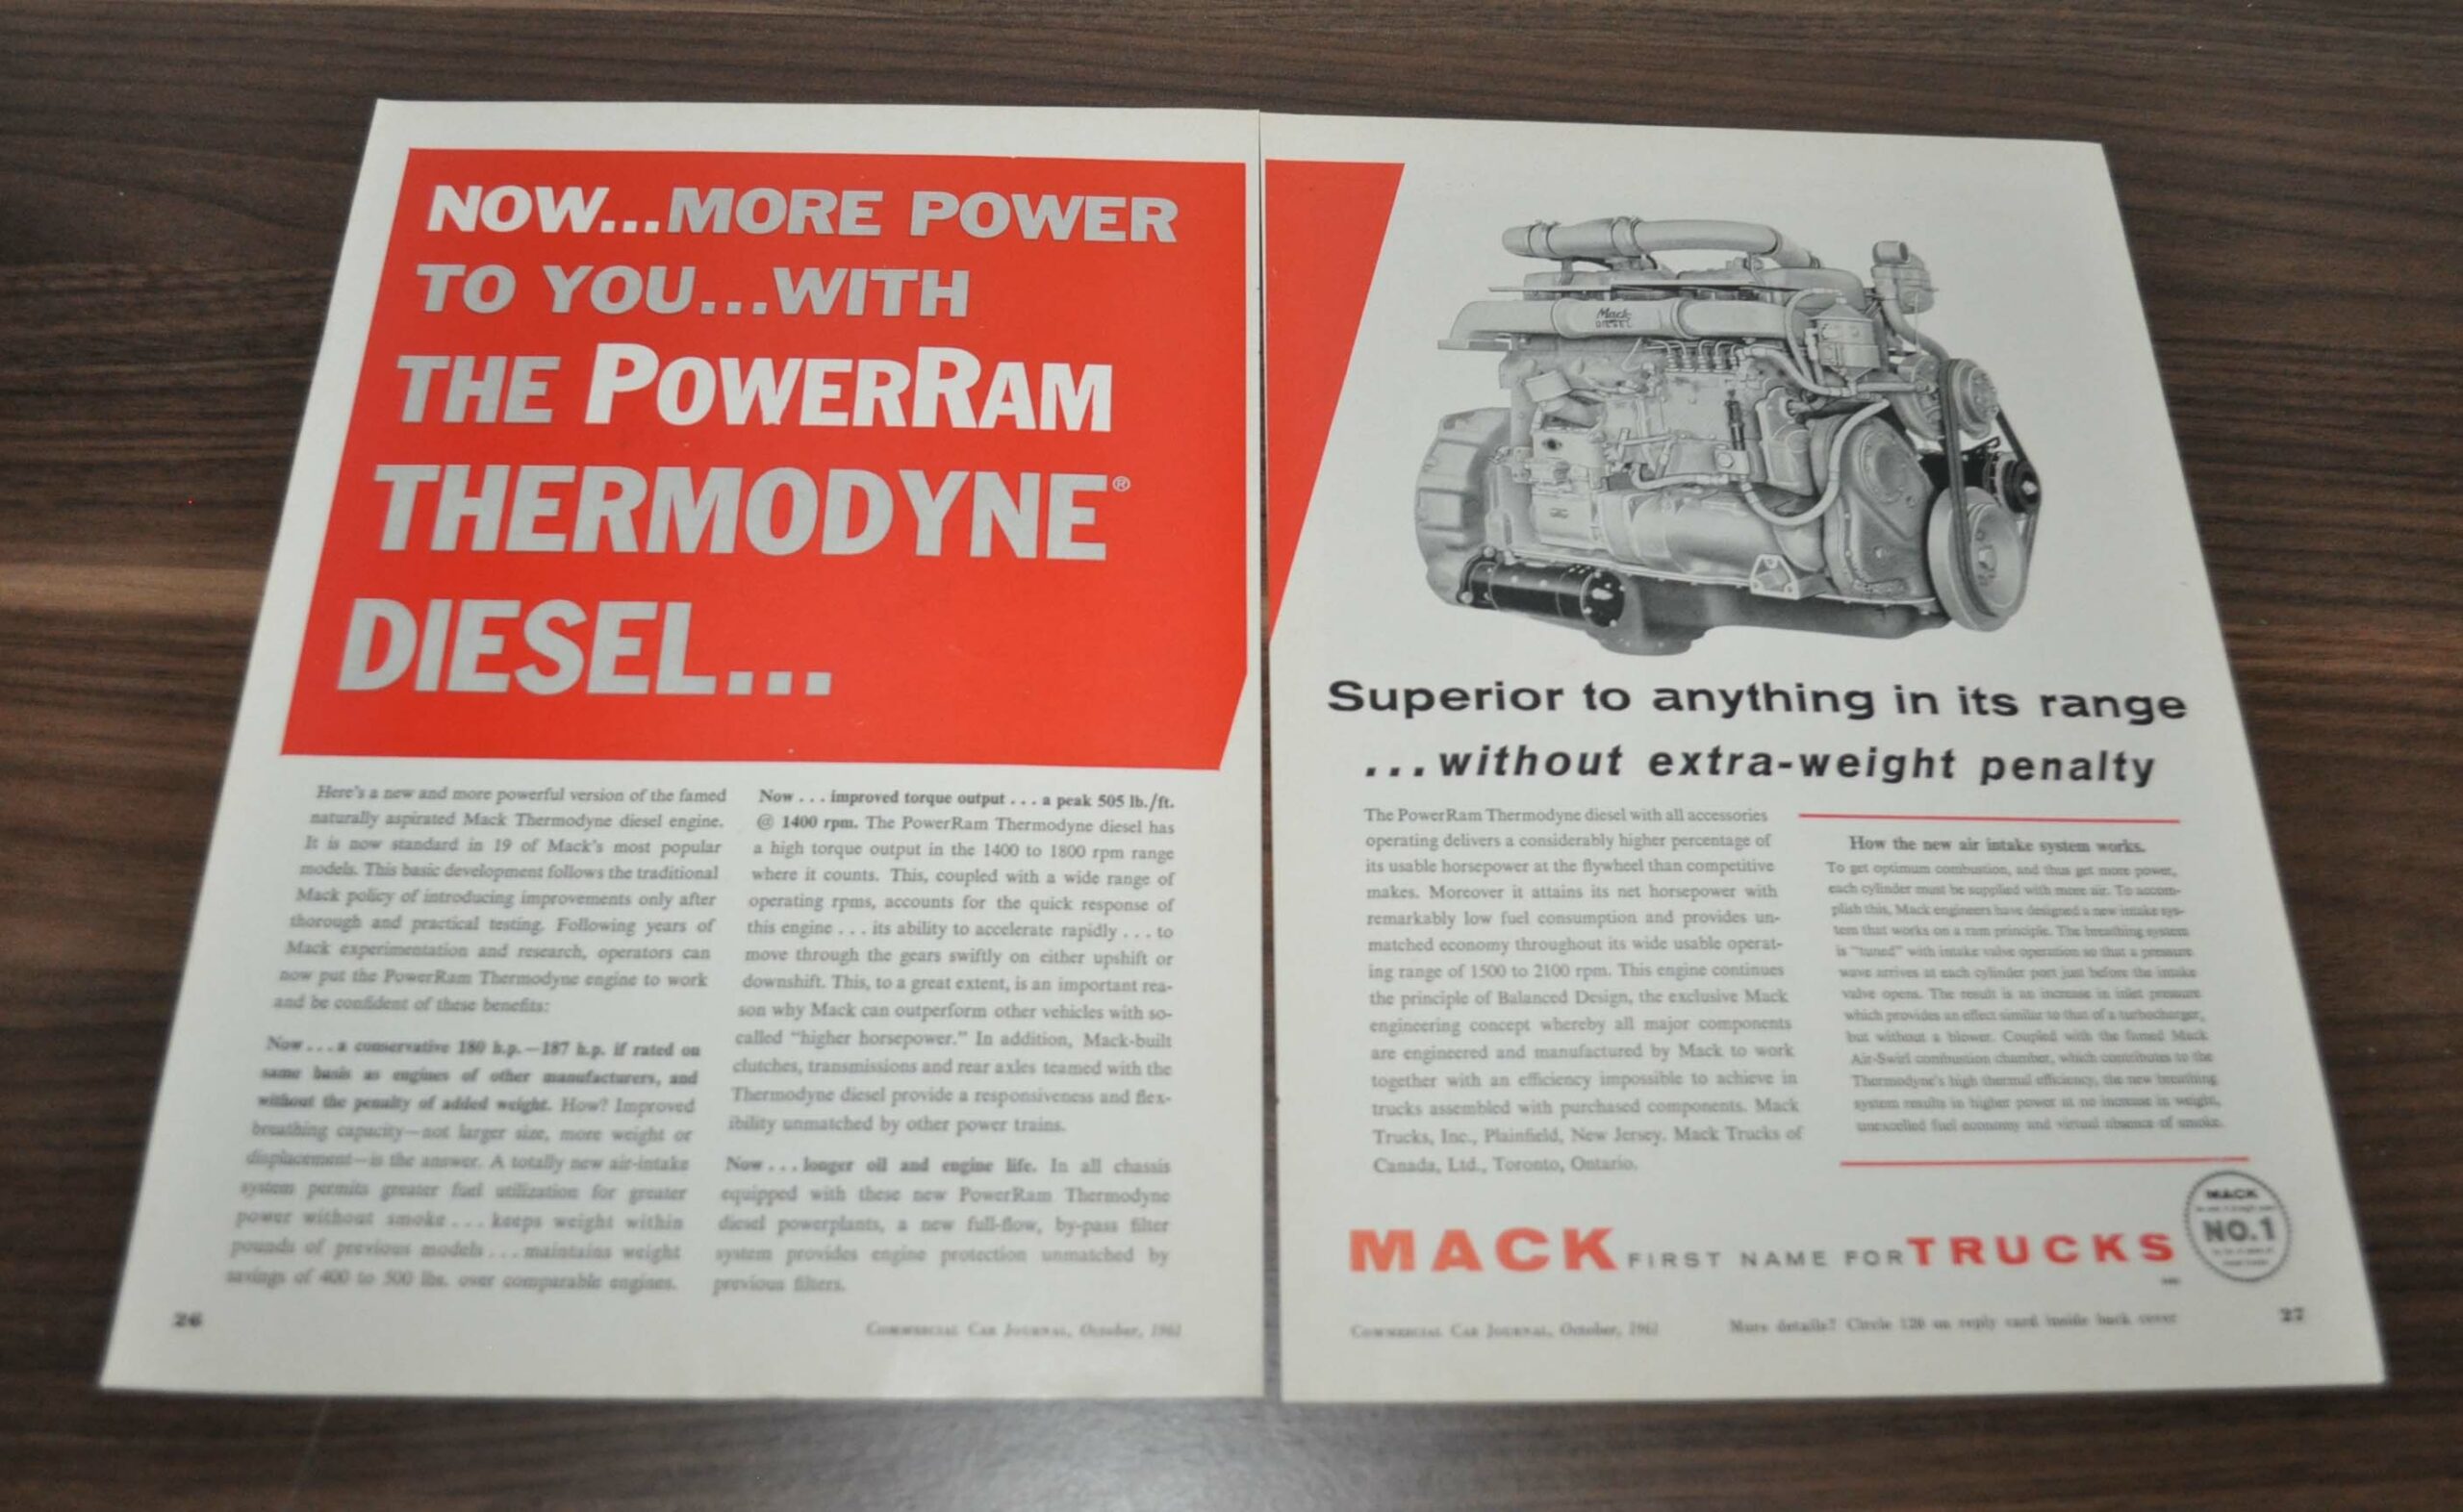 NOW...MORE POWER
TO YOU...WITH
THE POWERRAM
THERMODYNE®
DIESEL...
Here's a new and more powerful version of the famed
naturally aspirated Mack Thermodyne diesel engine.
It is now standard in 19 of Mack's most popular
models. This basic development follows the traditional
Mack policy of introducing improvements only after
thorough and practical testing. Following years of
Mack experimentation and research, operators can
now put the PowerRam Thermodyne engine to work
and be confident of these benefits:
Now...a conservative 180 h.p.—187 h.p. if rated on
same basis as engines of other manufacturers, and
without the penalty of added weight. How? Improved
breathing capacity—not larger size, more weight or
displacement—is the answer. A totally new air-intake
system permits greater fuel utilization for greater
power without smoke...keeps weight within
pounds of previous models...maintains weight
savings of 400 to 500 lbs. over comparable engines.
Now...improved torque output...a peak 505 lb./ft.
@ 1400 rpm. The PowerRam Thermodyne diesel has
a high torque output in the 1400 to 1800 rpm range
where it counts. This, coupled with a wide range of
operating rpms, accounts for the quick response of
this engine...its ability to accelerate rapidly...to
move through the gears swiftly on either upshift or
downshift. This, to a great extent, is an important rea-
son why Mack can outperform other vehicles with so-
called "higher horsepower." In addition, Mack-built
clutches, transmissions and rear axles teamed with the
Thermodyne diesel provide a responsiveness and flex-
ibility unmatched by other power trains.
Now...longer oil and engine life. In all chassis
equipped with these new PowerRam Thermodyne
diesel powerplants, a new full-flow, by-pass filter
system provides engine protection unmatched by
previous filters.
26
COMMERCIAL CAR JOURNAL, October, 1961
Mack
DIESEL
Superior to anything in its range
...without extra-weight penalty
The PowerRam Thermodyne diesel with all accessories
operating delivers a considerably higher percentage of
its usable horsepower at the flywheel than competitive
makes. Moreover it attains its net horsepower with
remarkably low fuel consumption and provides un-
matched economy throughout its wide usable operat-
ing range of 1500 to 2100 rpm. This engine continues
the principle of Balanced Design, the exclusive Mack
engineering concept whereby all major components
are engineered and manufactured by Mack to work
together with an efficiency impossible to achieve in
trucks assembled with purchased components. Mack
Trucks, Inc., Plainfield, New Jersey. Mack Trucks of
Canada, Ltd., Toronto, Ontario.
How the new air intake system works.
To get optimum combustion, and thus get more power,
each cylinder must be supplied with more air. To accom-
plish this, Mack engineers have designed a new intake sys-
tem that works on a ram principle. The breathing system
is "tuned" with intake valve operation so that a pressure
wave arrives at each cylinder port just before the intake
valve opens. The result is an increase in inlet pressure
which provides an effect similar to that of a turbocharger,
but without a blower. Coupled with the famed Mack
Air-Swirl combustion chamber, which contributes to the
Thermodyne's high thermal efficiency, the new breathing
system results in higher power at no increase in weight,
unexcelled fuel economy and virtual absence of smoke.
MACK FIRST NAME FOR TRUCKS
MACK
NO. 1
COMMERCIAL CAR JOURNAL, October, 1961
More details? Circle 120 on reply card inside back cover
27